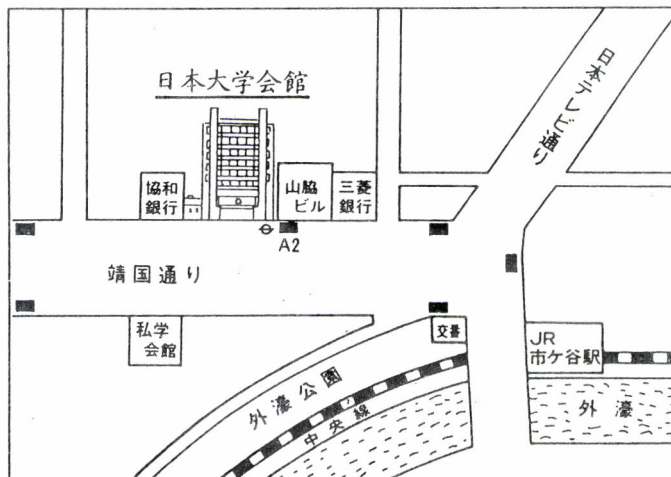 日本大学会館
日本テレビ通り
協和
銀行
山脇
ビル
三菱
銀行
A2
靖国通り
私学
会館
交番
JR
市ケ谷駅
外濠公園
中央線
外濠